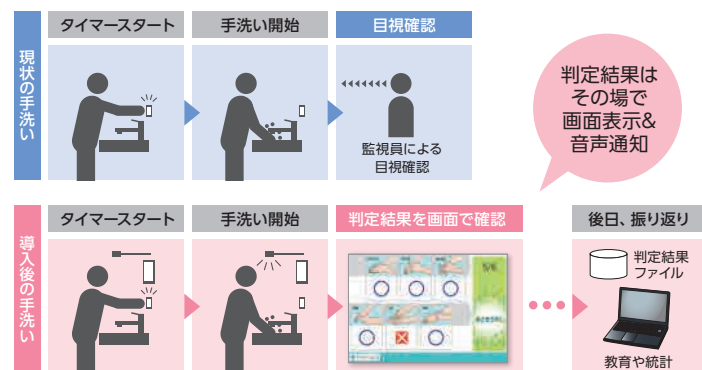 現状の手洗い
タイマースタート
手洗い開始
目視確認
監視員による
目視確認
判定結果は
その場で
画面表示&
音声通知
導入後の手洗い
タイマースタート
手洗い開始
判定結果を画面で確認
5/6
後日、振り返り
判定結果
ファイル
教育や統計